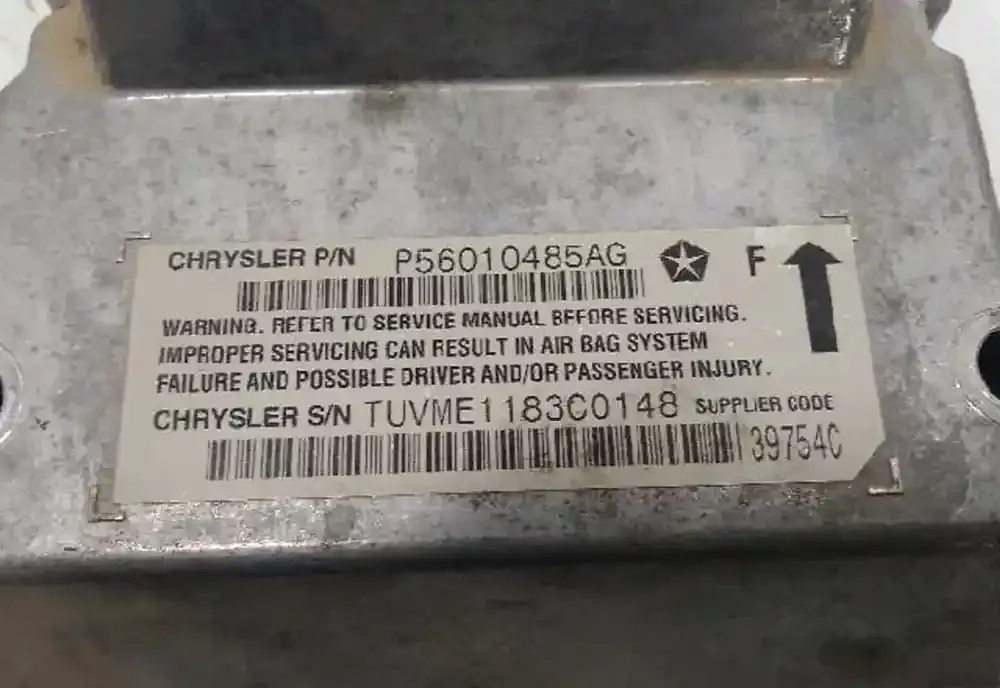 CHRYSLER P/N P56010485AG F
WARNING. REFER TO SERVICE MANUAL BEFORE SERVICING.
IMPROPER SERVICING CAN RESULT IN AIR BAG SYSTEM
FAILURE AND POSSIBLE DRIVER AND/OR PASSENGER INJURY.
CHRYSLER S/N TUVME1183C0148 SUPPLIER CODE
39754C